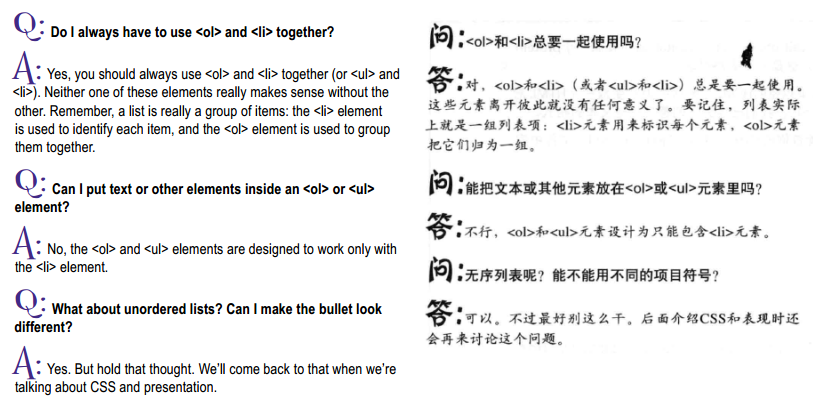 Q: Do I always have to use <ol> and <li> together?
A: Yes, you should always use <ol> and <li> together (or <ul> and
<li>). Neither one of these elements really makes sense without the
other. Remember, a list is really a group of items: the <li> element
is used to identify each item, and the <ol> element is used to group
them together.
Q: Can I put text or other elements inside an <ol> or <ul>
element?
A: No, the <ol> and <ul> elements are designed to work only with
the <li> element.
Q: What about unordered lists? Can I make the bullet look
different?
A: Yes. But hold that thought. We’ll come back to that when we’re
talking about CSS and presentation.
问:<ol>和<li>总要一起使用吗?
答:对,<ol>和<li>(或者<ul>和<li>)总是要一起使用。
这些元素离开彼此就没有任何意义了。要记住,列表实际
上就是一组列表项:<li>元素用来标识每个元素,<ol>元素
把它们归为一组。
问:能把文本或其他元素放在<ol>或<ul>元素里吗?
答:不行,<ol>和<ul>元素设计为只能包含<li>元素。
问:无序列表呢?能不能用不同的项目符号?
答:可以。不过最好别这么干。后面介绍CSS和表现时还
会再来讨论这个问题。